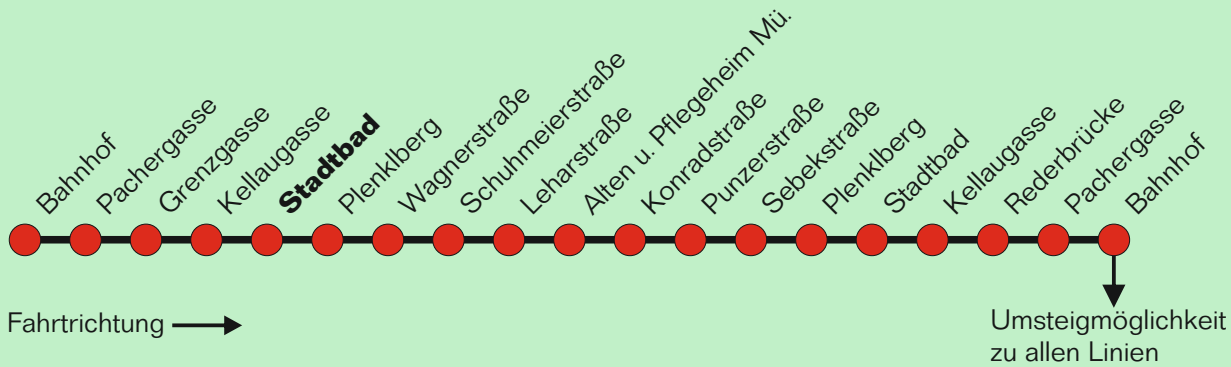 Bahnhof
Pachergasse
Grenzgasse
Kellaugasse
Stadtbad
Plenklberg
Wagnerstraße
Schuhmeierstraße
Leharstraße
Alten u. Pflegeheim Mü.
Konradstraße
Punzerstraße
Sebekstraße
Plenklberg
Stadtbad
Kellaugasse
Rederbrücke
Pachergasse
Bahnhof
Fahrtrichtung
Umsteigmöglichkeit
zu allen Linien